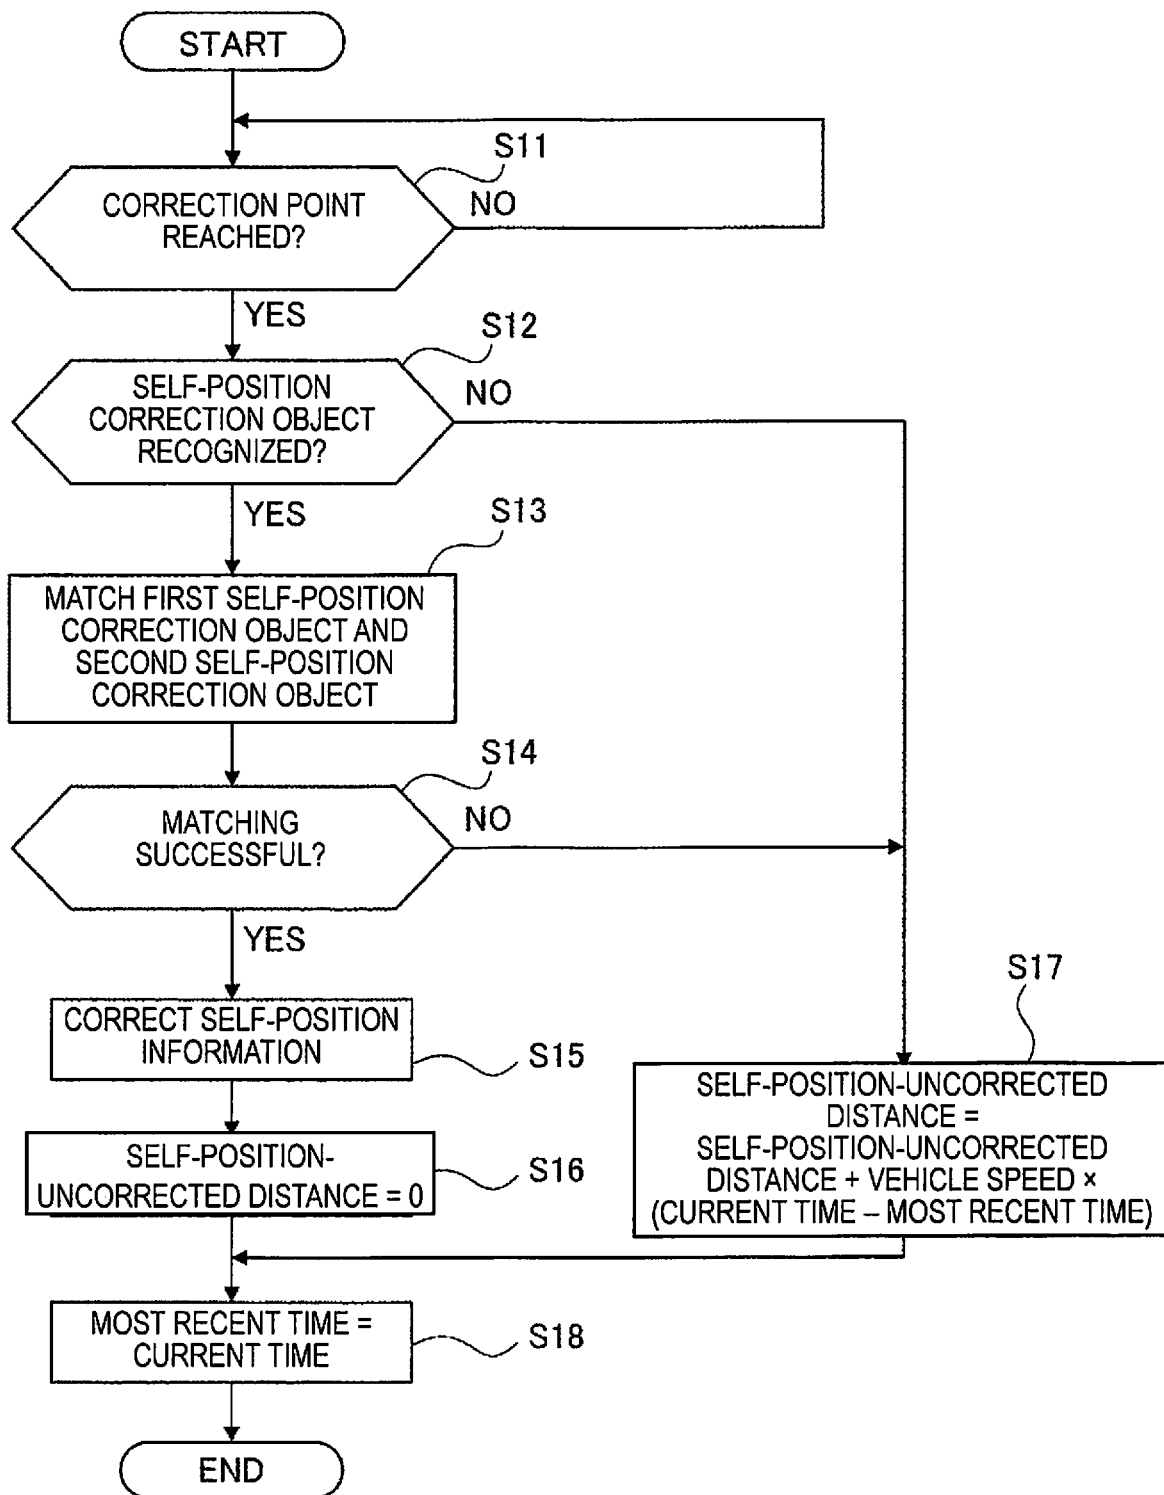 START
S11
CORRECTION POINT
REACHED?
NO
YES
S12
SELF-POSITION
CORRECTION OBJECT
RECOGNIZED?
NO
YES
S13
MATCH FIRST SELF-POSITION
CORRECTION OBJECT AND
SECOND SELF-POSITION
CORRECTION OBJECT
S14
MATCHING
SUCCESSFUL?
NO
YES
CORRECT SELF-POSITION
INFORMATION
S15
SELF-POSITION-
UNCORRECTED DISTANCE = 0
S16
S17
SELF-POSITION-UNCORRECTED
DISTANCE =
SELF-POSITION-UNCORRECTED
DISTANCE + VEHICLE SPEED ×
(CURRENT TIME – MOST RECENT TIME)
MOST RECENT TIME =
CURRENT TIME
S18
END